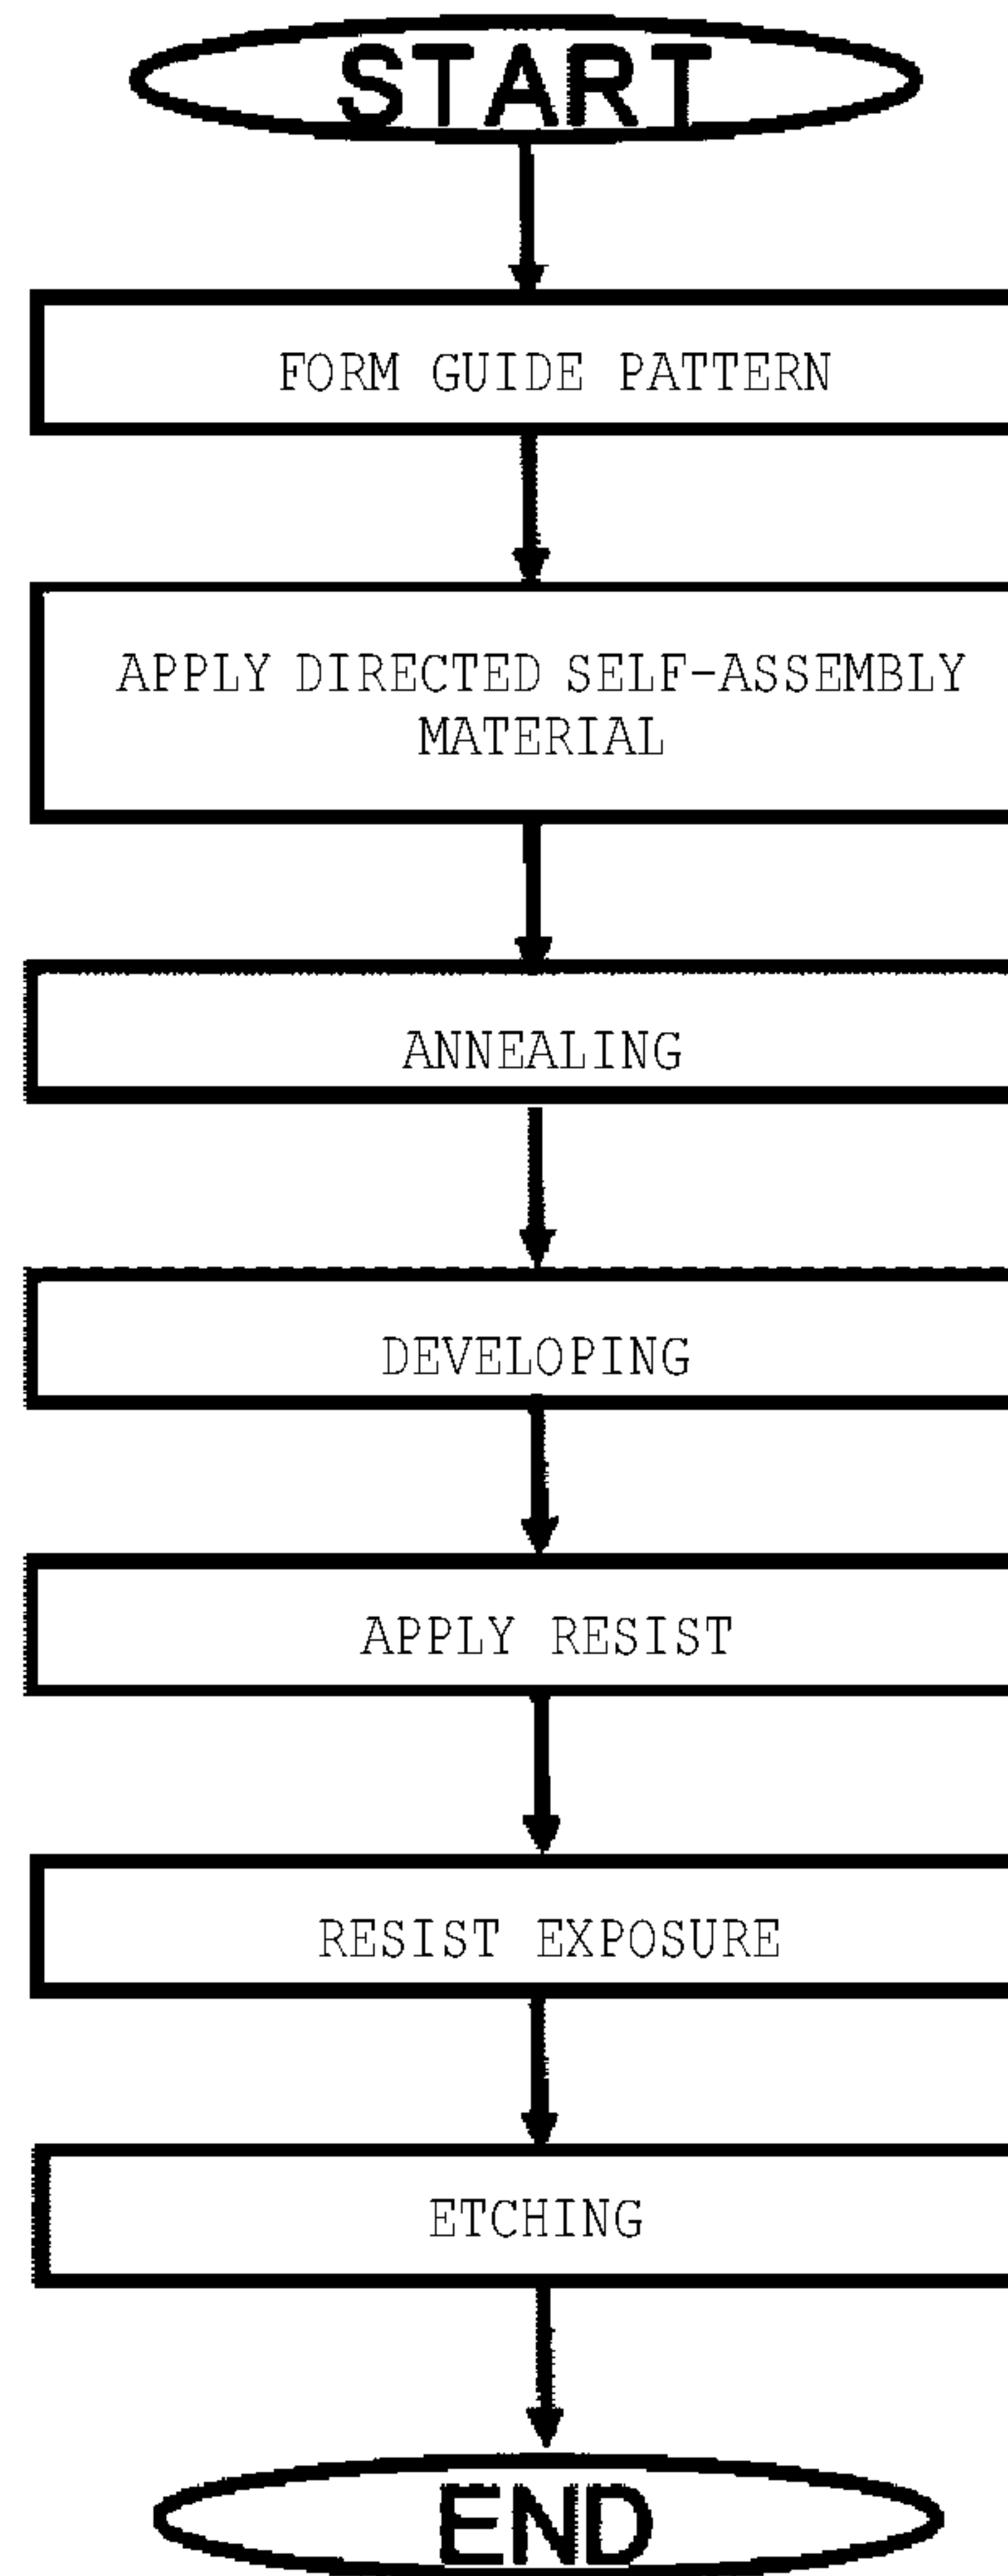 START
FORM GUIDE PATTERN
APPLY DIRECTED SELF-ASSEMBLY
MATERIAL
ANNEALING
DEVELOPING
APPLY RESIST
RESIST EXPOSURE
ETCHING
END